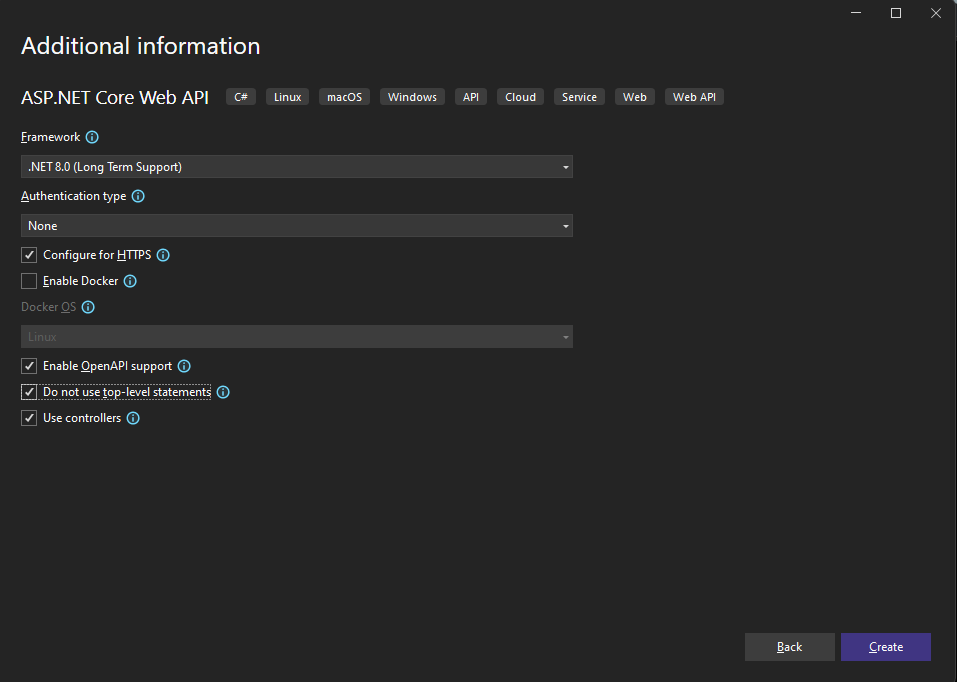 Additional information
ASP.NET Core Web API C# Linux macOS Windows API Cloud Service Web Web API
Framework
.NET 8.0 (Long Term Support)
Authentication type
None
Configure for HTTPS
Enable Docker
Docker OS
Linux
Enable OpenAPI support
Do not use top-level statements
Use controllers
Back Create